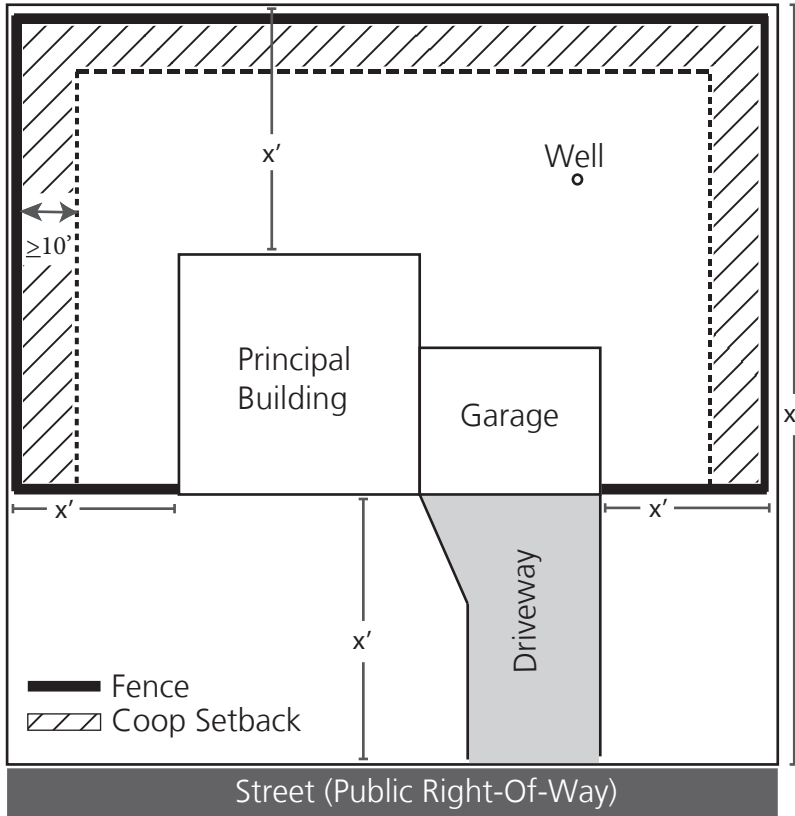 x’
Well
≥10’
Principal
Building
Garage
x
x’
x’
x’
Driveway
Fence
Coop Setback
Street (Public Right-Of-Way)